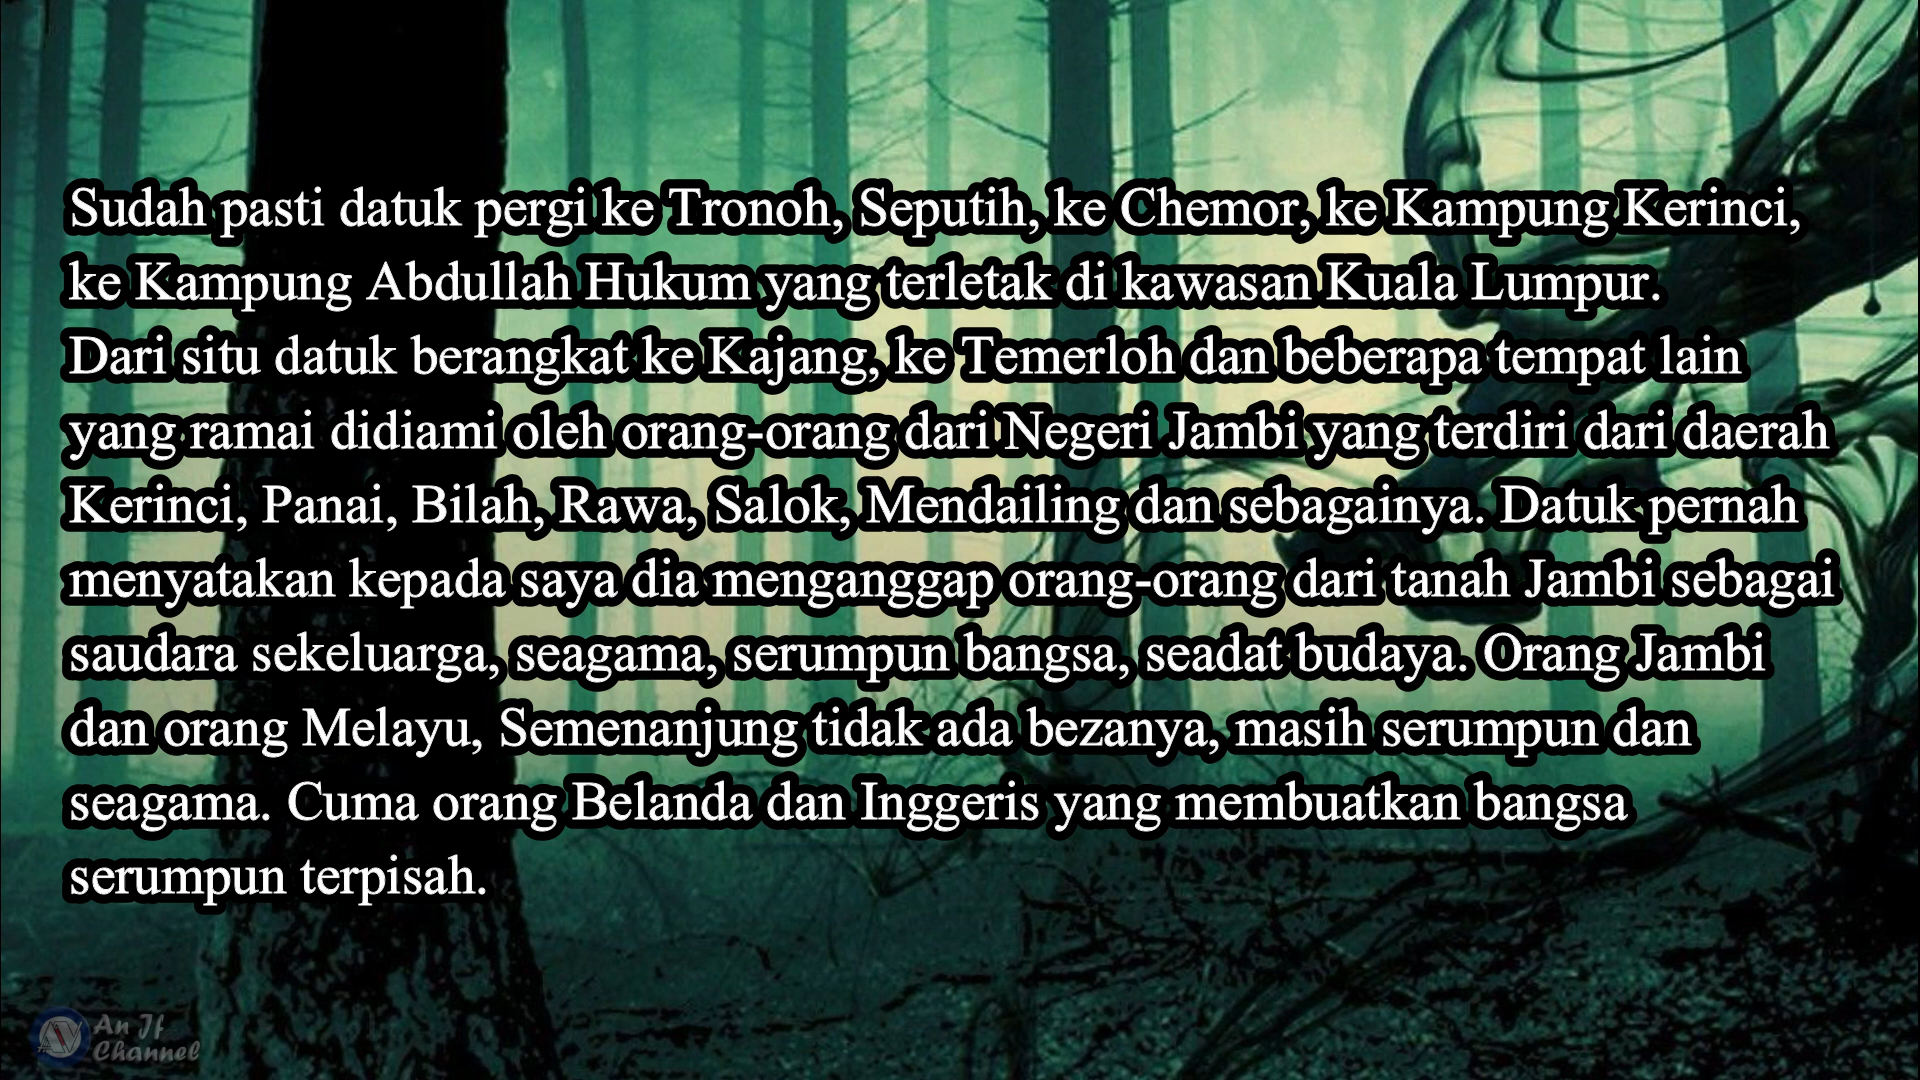 Sudah pasti datuk pergi ke Tronoh, Seputih, ke Chemor, ke Kampung Kerinci,
ke Kampung Abdullah Hukum yang terletak di kawasan Kuala Lumpur.
Dari situ datuk berangkat ke Kajang, ke Temerloh dan beberapa tempat lain
yang ramai didiami oleh orang-orang dari Negeri Jambi yang terdiri dari daerah
Kerinci, Panai, Bilah, Rawa, Salok, Mendailing dan sebagainya. Datuk pernah
menyatakan kepada saya dia menganggap orang-orang dari tanah Jambi sebagai
saudara sekeluarga, seagama, serumpun bangsa, seadat budaya. Orang Jambi
dan orang Melayu, Semenanjung tidak ada bezanya, masih serumpun dan
seagama. Cuma orang Belanda dan Inggeris yang membuatkan bangsa
serumpun terpisah.
An If
Channel